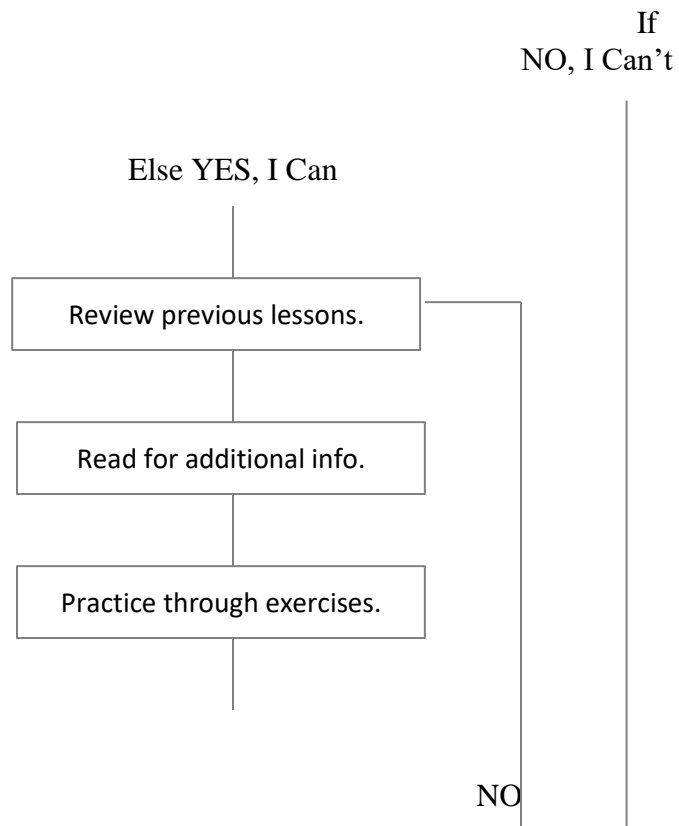 If
NO, I Can’t
Else YES, I Can
Review previous lessons.
Read for additional info.
Practice through exercises.
NO